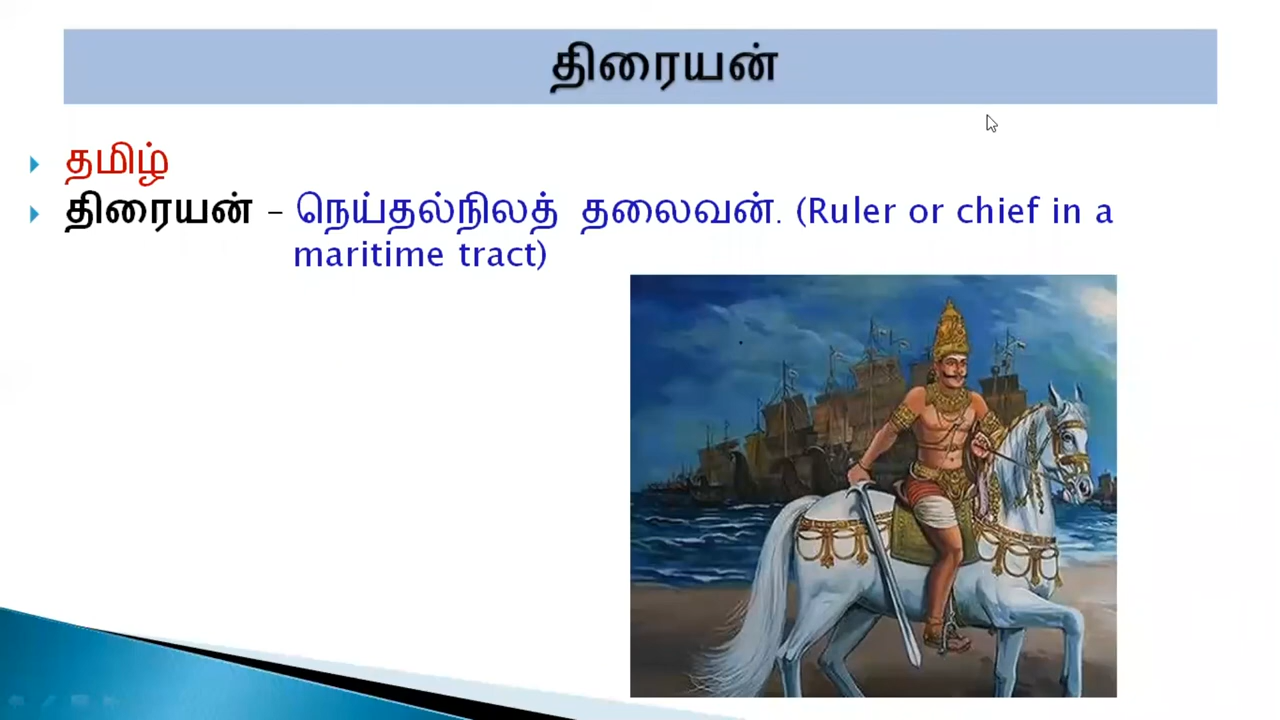 திரையன்
தமிழ்
திரையன் – நெய்தல்நிலத் தலைவன். (Ruler or chief in a
maritime tract)